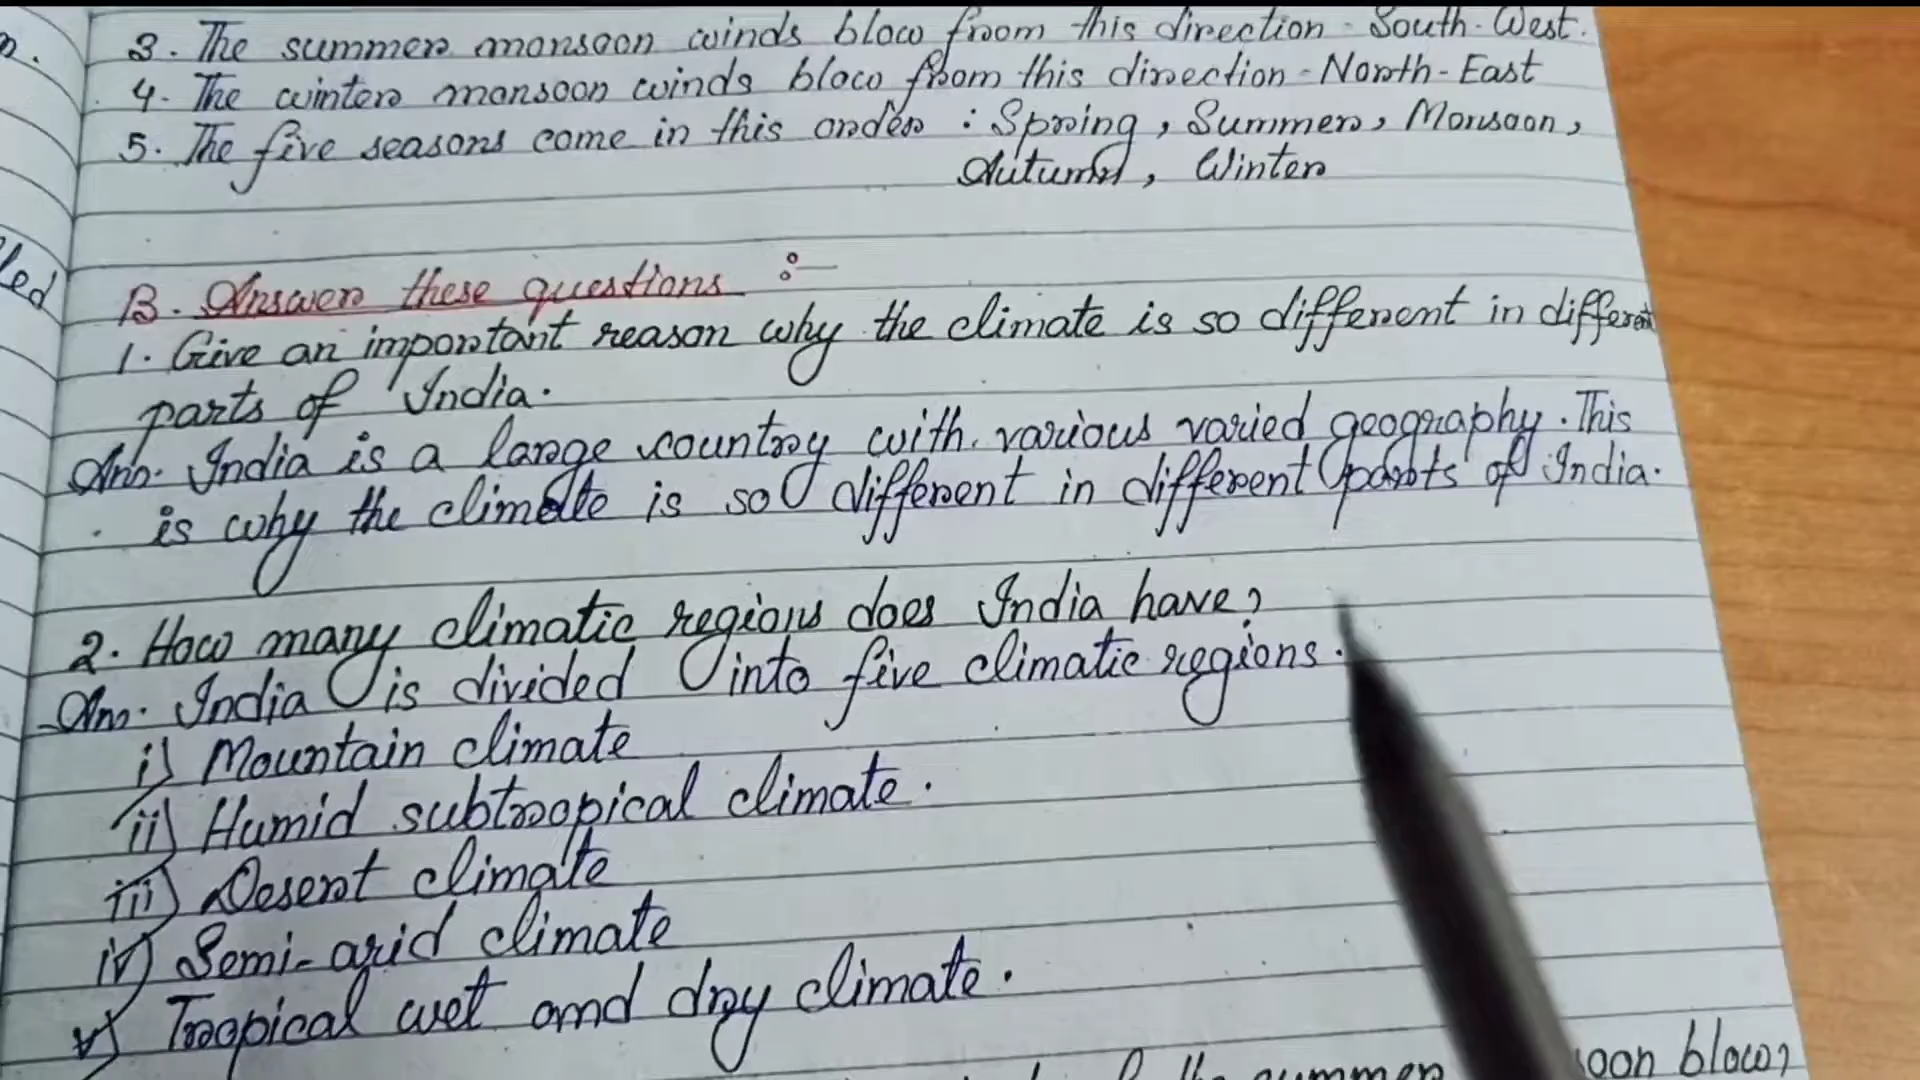 3. The summer monsoon winds blow from this direction - South-West.
4. The winter monsoon winds blow from this direction - North-East
5. The five seasons come in this order : Spring, Summer, Monsoon,
Autumn, Winter
led
B. Answer these questions :-
1. Give an important reason why the climate is so different in different
parts of India.
Ans. India is a large country with various varied geography. This
is why the climate is so different in different parts of India.
2. How many climatic regions does India have?
Ans. India is divided into five climatic regions.
i) Mountain climate
ii) Humid subtropical climate.
iii) Desert climate
iv) Semi-arid climate
v) Tropical wet and dry climate.
the summer soon blow?